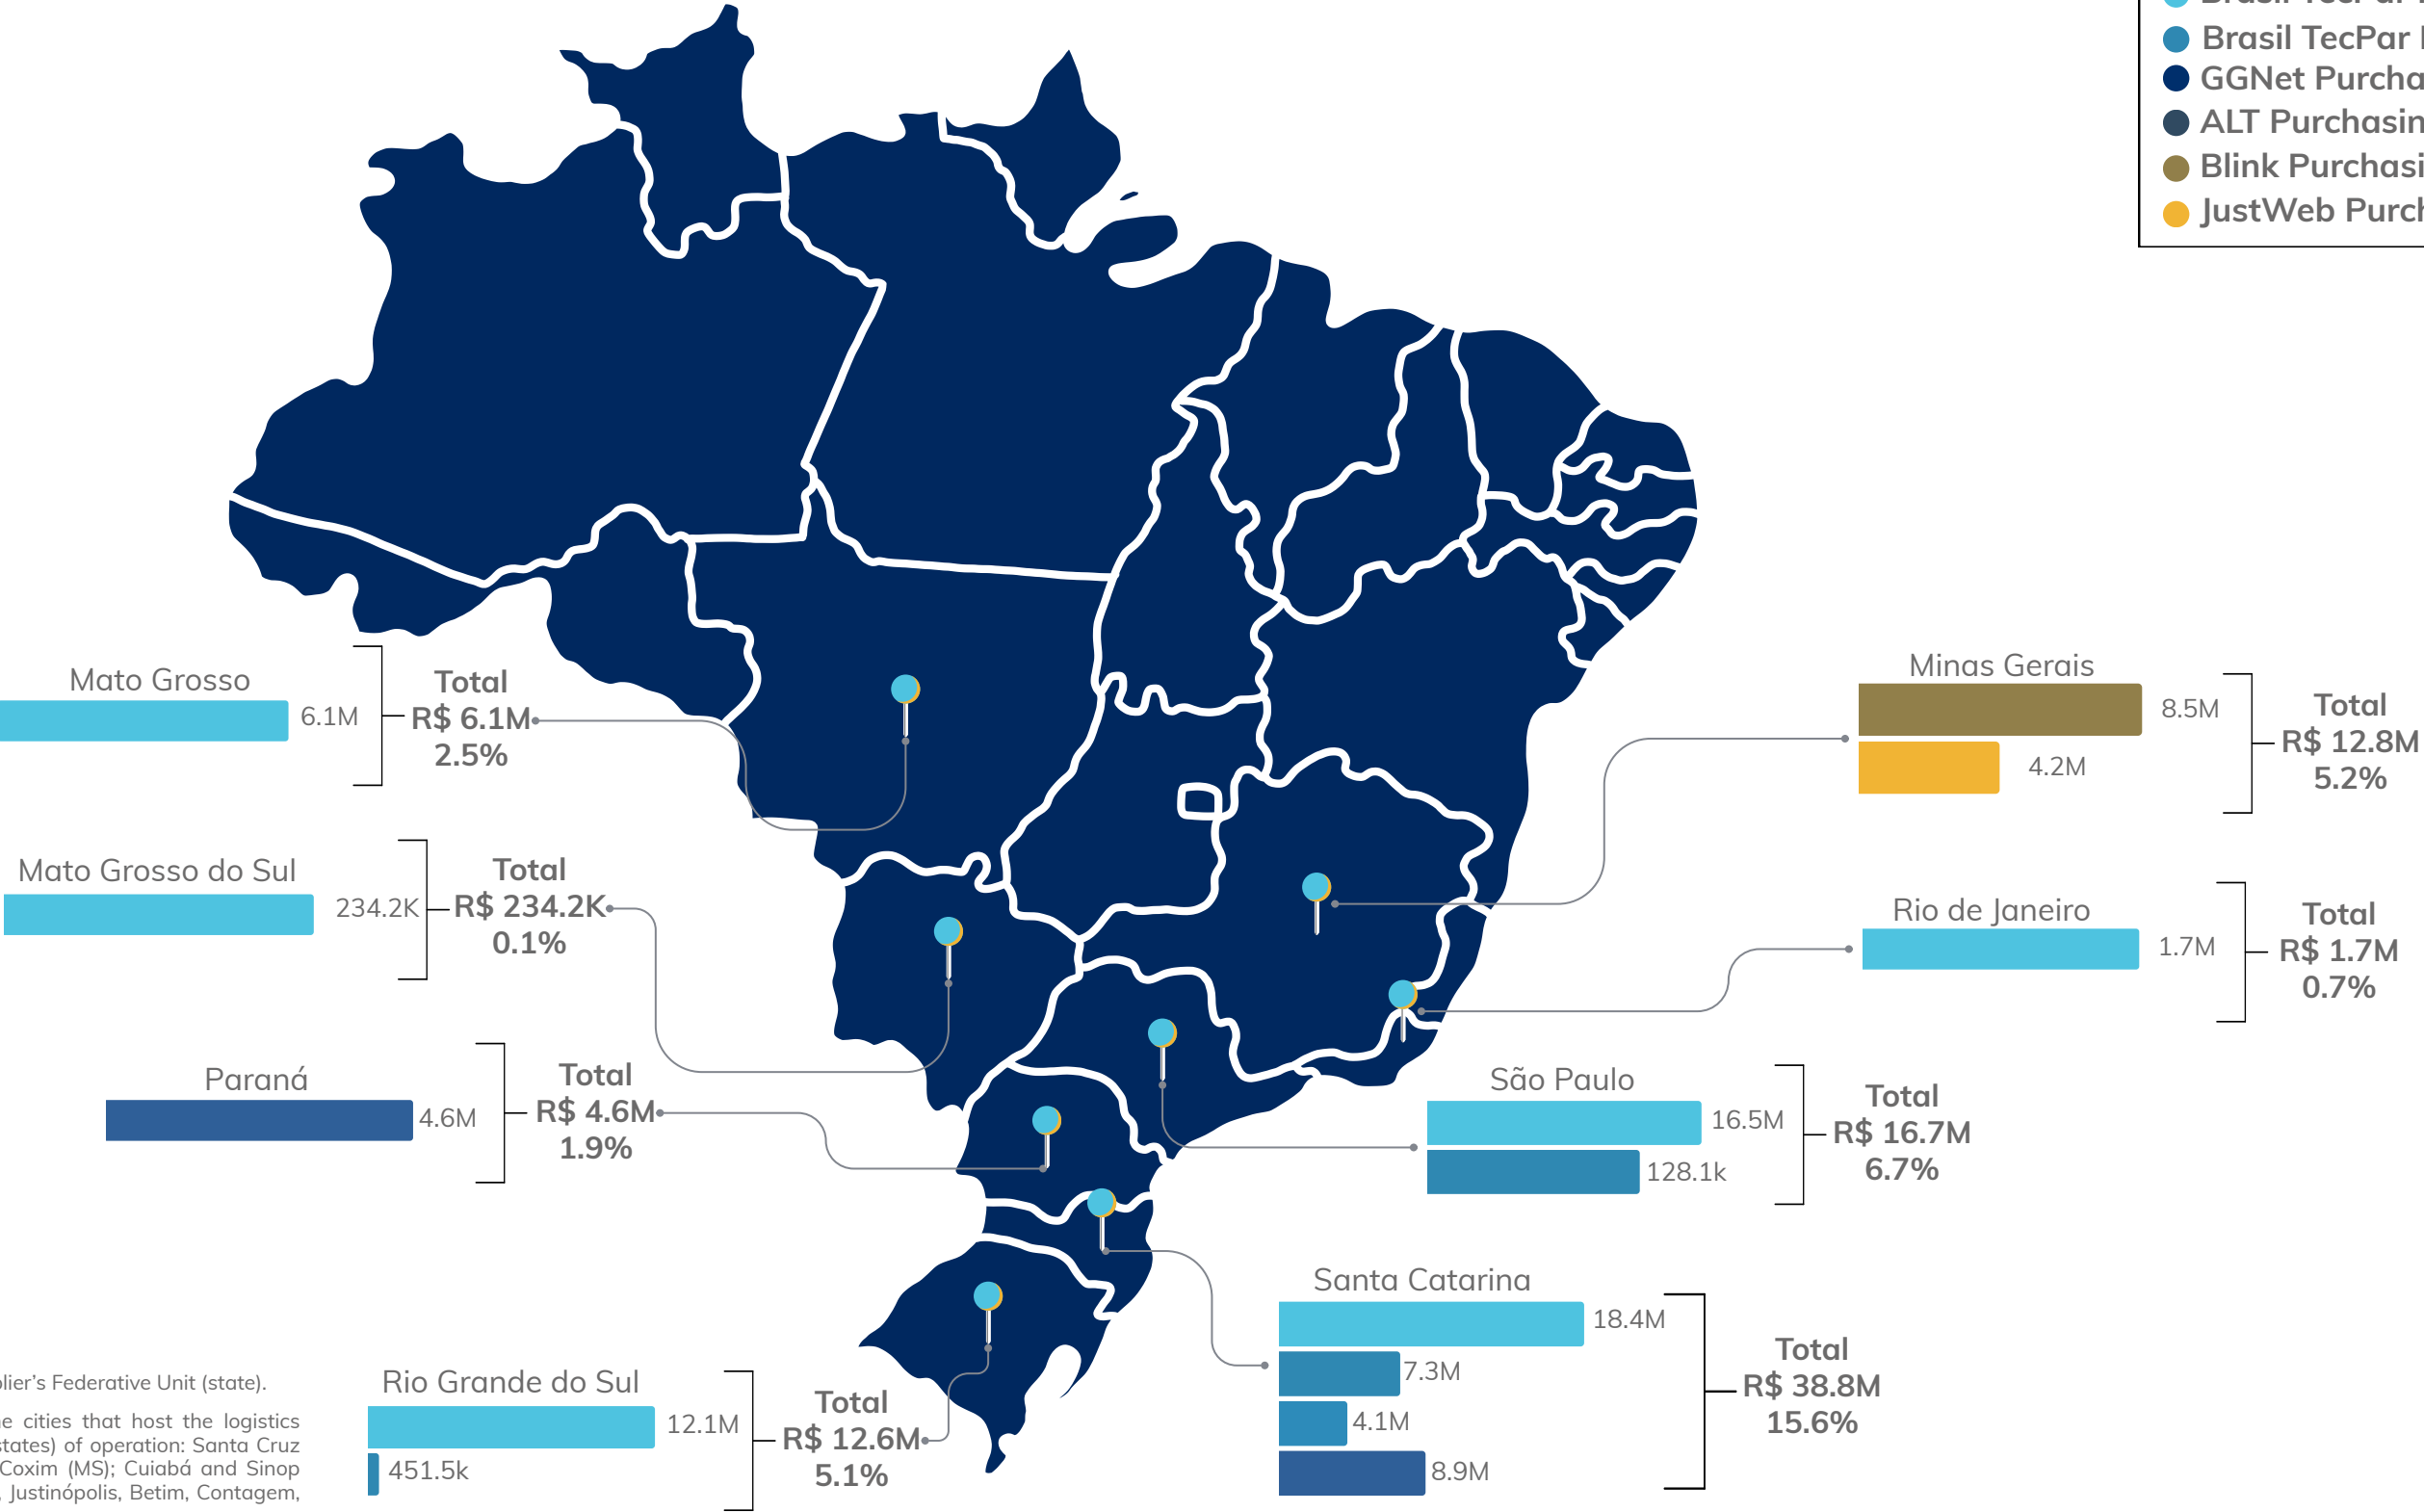 Brasil TecPar
GGNet
ALT
Blink
JustWeb
Mato Grosso
6.1M
Total
R$ 6.1M
2.5%
Mato Grosso do Sul
234.2K
Total
R$ 234.2K
0.1%
Paraná
4.6M
Total
R$ 4.6M
1.9%
Rio Grande do Sul
12.1M
451.5k
Total
R$ 12.6M
5.1%
Minas Gerais
8.5M
4.2M
Total
R$ 12.8M
5.2%
Rio de Janeiro
1.7M
Total
R$ 1.7M
0.7%
São Paulo
16.5M
128.1k
Total
R$ 16.7M
6.7%
Santa Catarina
18.4M
7.3M
4.1M
8.9M
Total
R$ 38.8M
15.6%
Federative Unit (state).
cities that host the logistics
of operation: Santa Cruz
Coxim (MS); Cuiabá and Sinop
Justinópolis, Betim, Contagem,